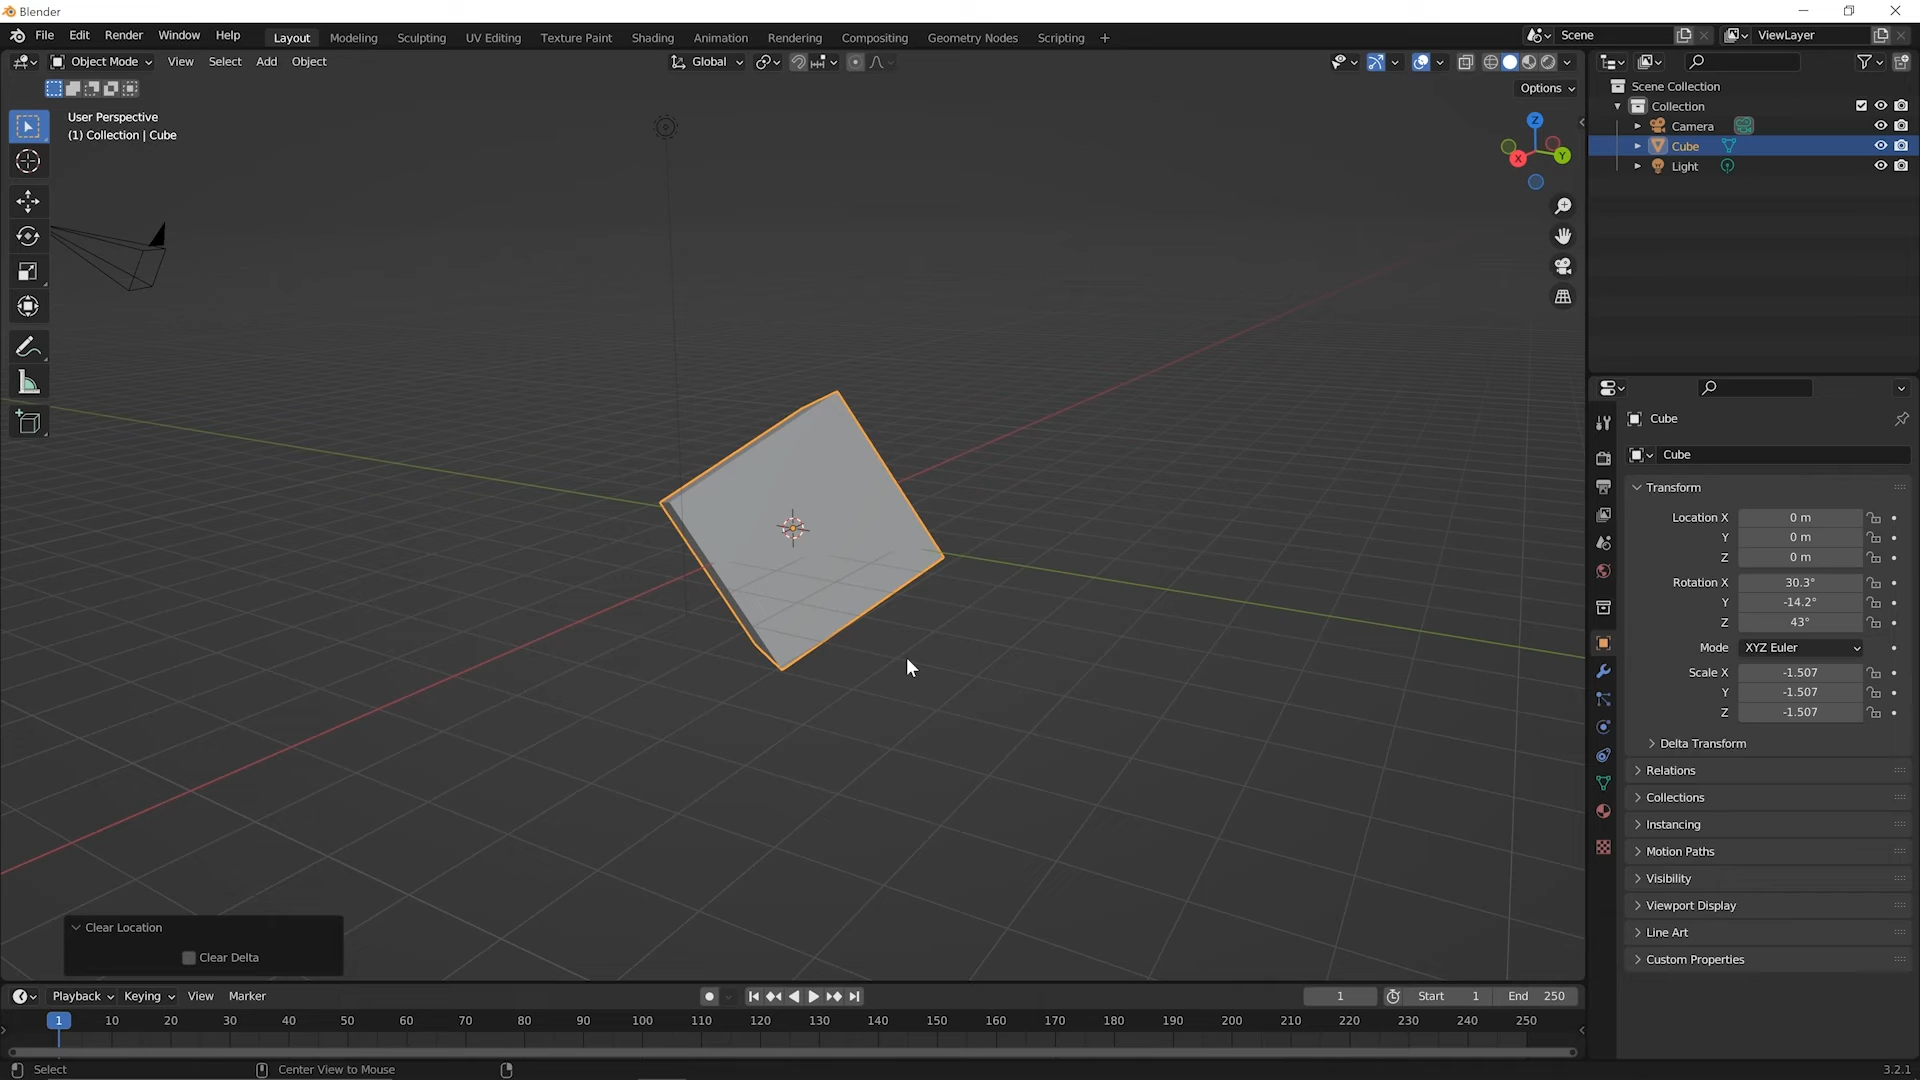 Blender
File Edit Render Window Help Layout Modeling Sculpting UV Editing Texture Paint Shading Animation Rendering Compositing Geometry Nodes Scripting + Scene ViewLayer
Object Mode View Select Add Object Global
Options
User Perspective
(1) Collection | Cube
Z
X
Y
Scene Collection
Collection
Camera
Cube
Light
Cube
Cube
Transform
Location X 0 m
Y 0 m
Z 0 m
Rotation X 30.3°
Y -14.2°
Z 43°
Mode XYZ Euler
Scale X -1.507
Y -1.507
Z -1.507
Delta Transform
Relations
Collections
Instancing
Motion Paths
Visibility
Viewport Display
Line Art
Custom Properties
Clear Location
Clear Delta
Playback Keying View Marker 1 Start 1 End 250
1 10 20 30 40 50 60 70 80 90 100 110 120 130 140 150 160 170 180 190 200 210 220 230 240 250
Select Center View to Mouse 3.2.1